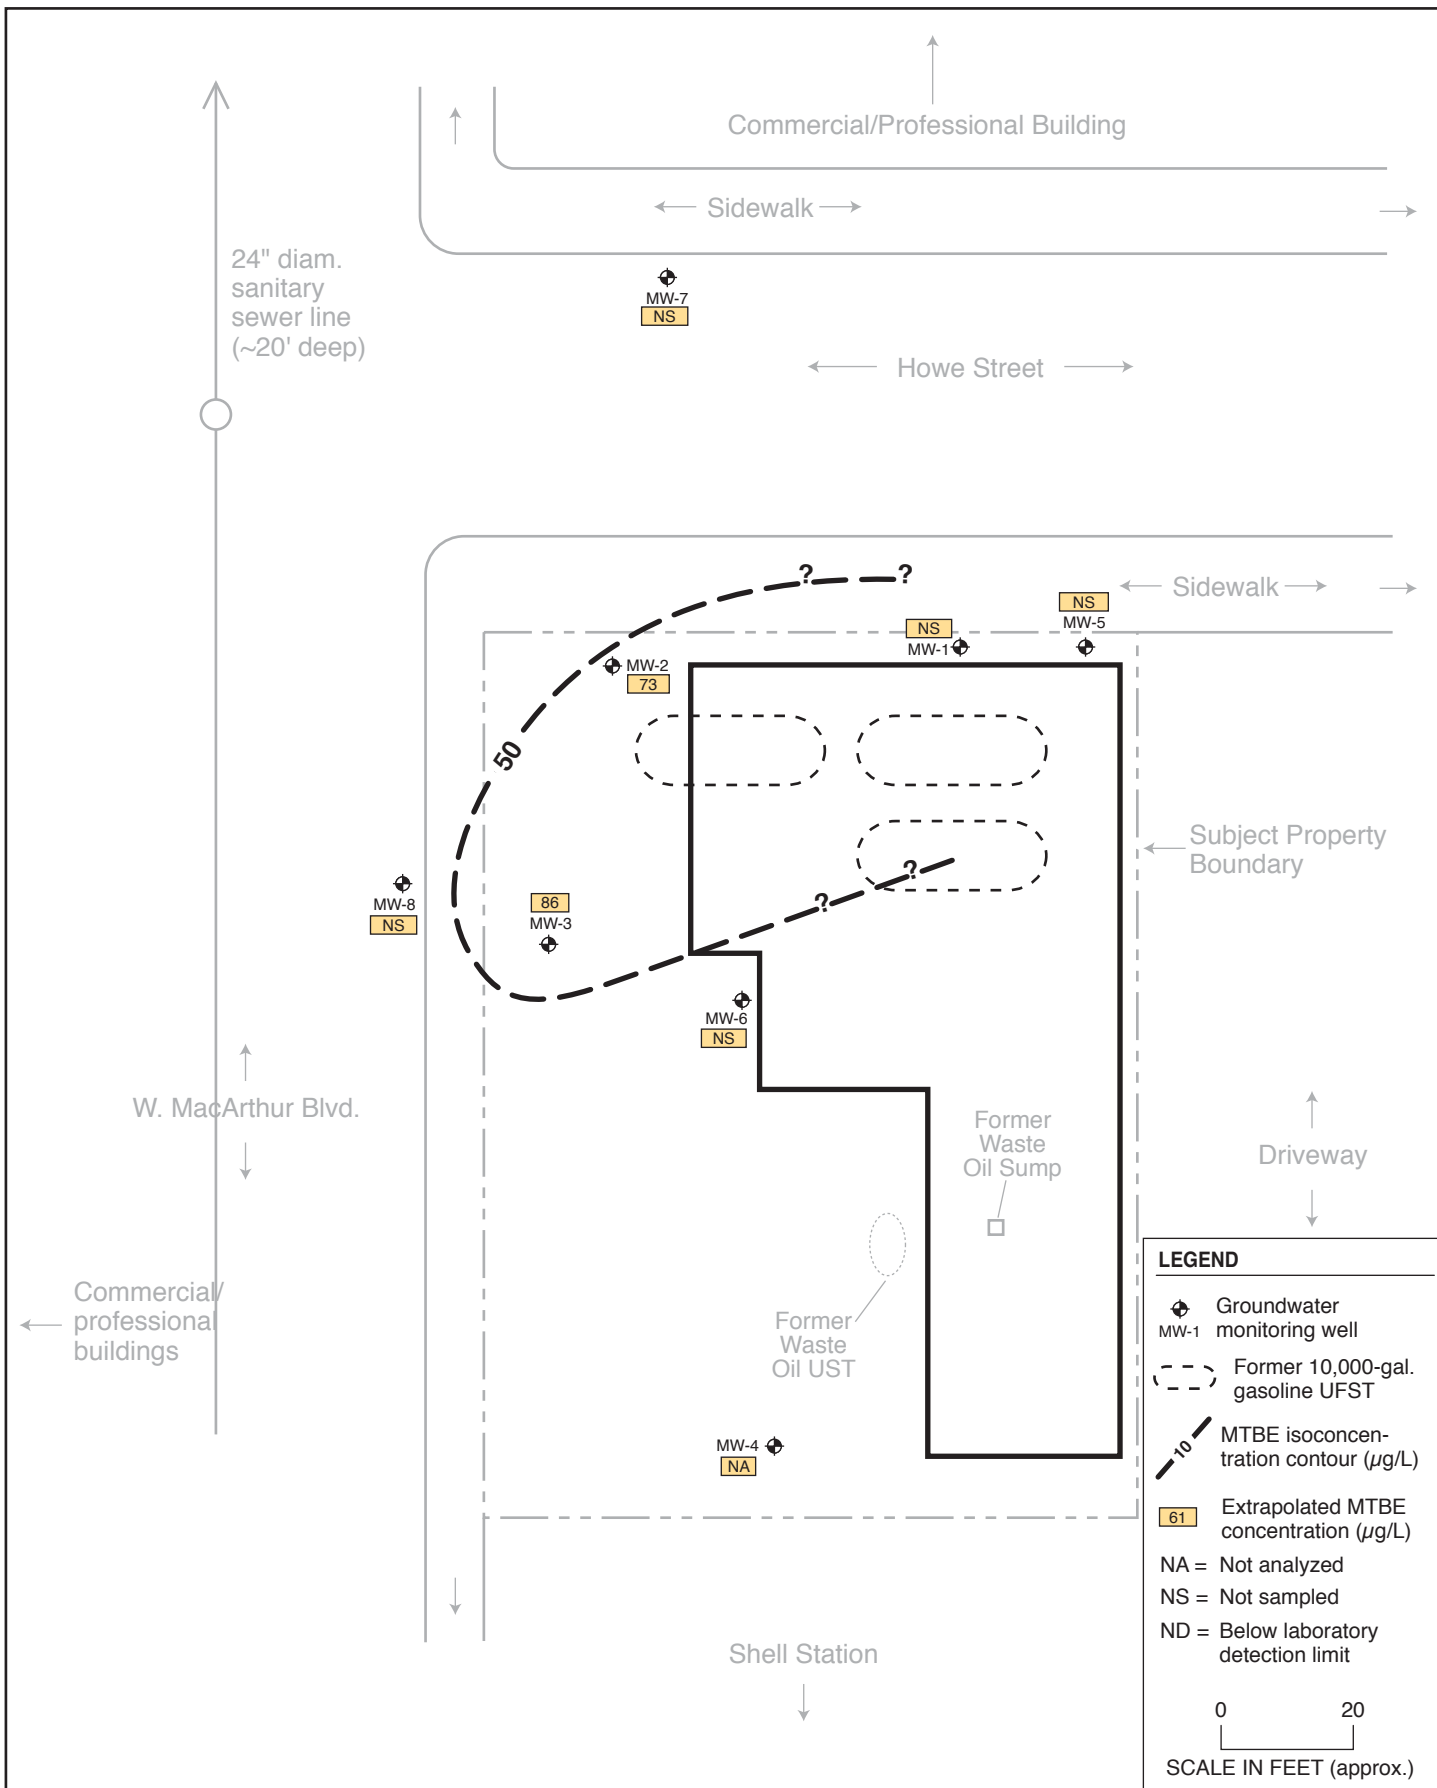 Commercial/Professional Building
Sidewalk
24" diam.
sanitary
sewer line
(~20' deep)
MW-7
NS
Howe Street
?
?
Sidewalk
NS
MW-5
NS
MW-1
MW-2
73
50
Subject Property
Boundary
?
?
86
MW-3
MW-8
NS
MW-6
NS
W. MacArthur Blvd.
Former
Waste
Oil Sump
Driveway
Commercial/
professional
buildings
Former
Waste
Oil UST
MW-4
NA
Shell Station
LEGEND
MW-1
Groundwater
monitoring well
Former 10,000-gal.
gasoline UFST
10
MTBE isoconcen-
tration contour (µg/L)
61
Extrapolated MTBE
concentration (µg/L)
NA = Not analyzed
NS = Not sampled
ND = Below laboratory
detection limit
0 20
SCALE IN FEET (approx.)